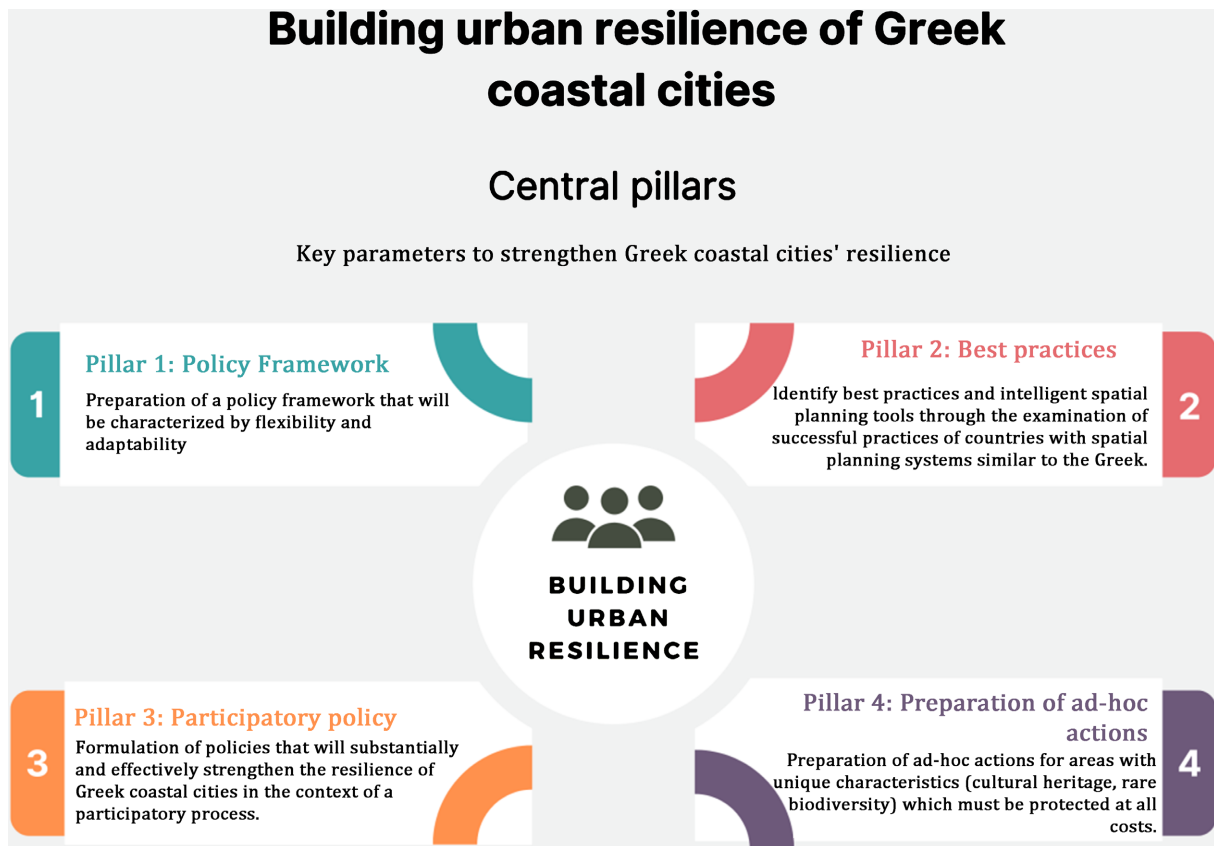 Building urban resilience of Greek
coastal cities
Central pillars
Key parameters to strengthen Greek coastal cities' resilience
1
Pillar 1: Policy Framework
Preparation of a policy framework that will
be characterized by flexibility and
adaptability
Pillar 2: Best practices
Identify best practices and intelligent spatial
planning tools through the examination of
successful practices of countries with spatial
planning systems similar to the Greek.
2
BUILDING
URBAN
RESILIENCE
3
Pillar 3: Participatory policy
Formulation of policies that will substantially
and effectively strengthen the resilience of
Greek coastal cities in the context of a
participatory process.
Pillar 4: Preparation of ad-hoc
actions
Preparation of ad-hoc actions for areas with
unique characteristics (cultural heritage, rare
biodiversity) which must be protected at all
costs.
4